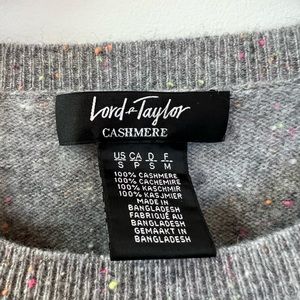 Lord & Taylor
CASHMERE
US CA D F
S P S M
100% CASHMERE
100% CACHEMIRE
100% KASCHMIR
100% KASJMIER
MADE IN
BANGLADESH
FABRIQUÉ AU
BANGLADESH
GEMAAKT IN
BANGLADESH